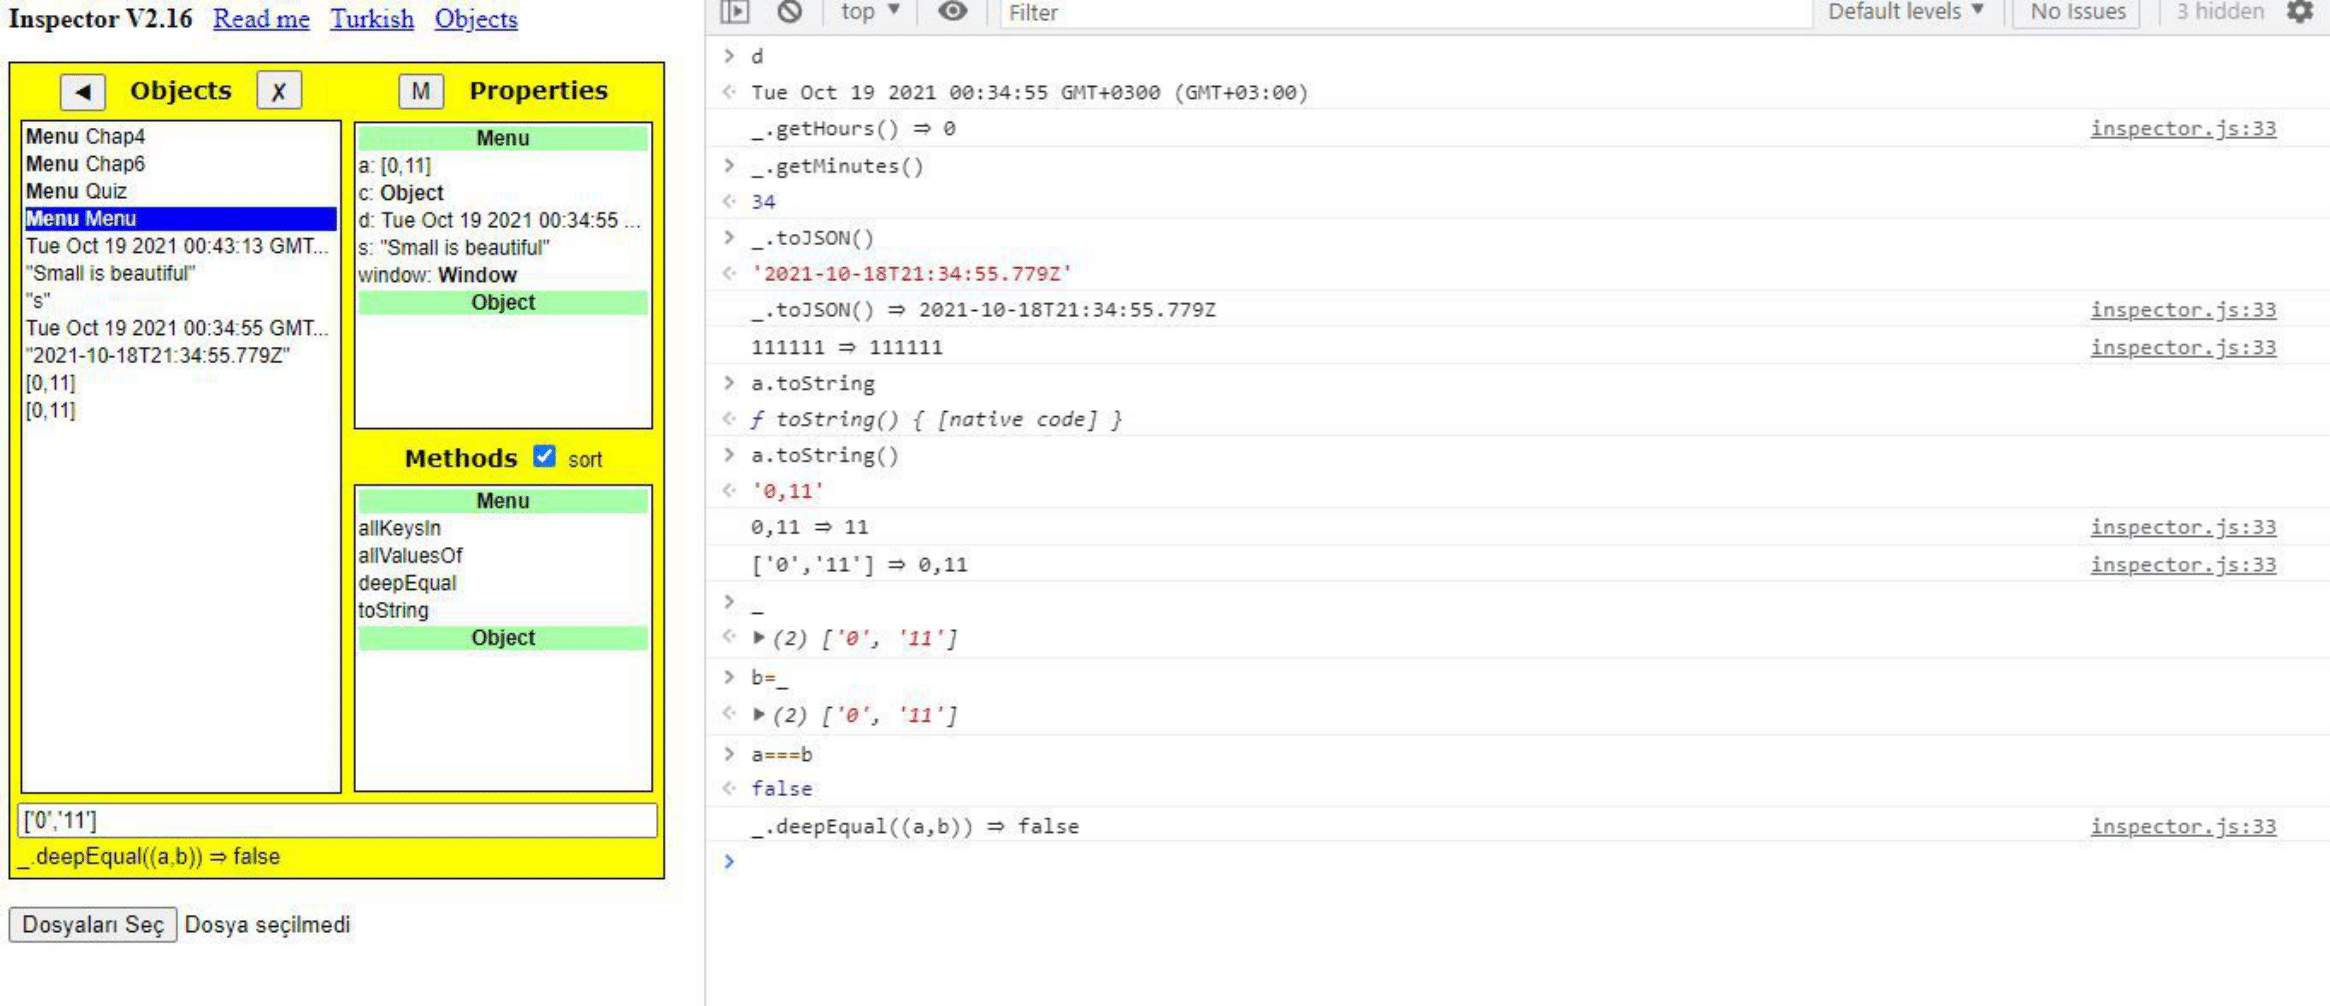 Inspector V2.16 Read me Turkish Objects
◄ Objects X M Properties
Menu Chap4
Menu Chap6
Menu Quiz
Menu Menu
Tue Oct 19 2021 00:43:13 GMT...
"Small is beautiful"
"s"
Tue Oct 19 2021 00:34:55 GMT...
"2021-10-18T21:34:55.779Z"
[0,11]
[0,11]
Menu
a: [0,11]
c: Object
d: Tue Oct 19 2021 00:34:55 ...
s: "Small is beautiful"
window: Window
Object
Methods sort
Menu
allKeysIn
allValuesOf
deepEqual
toString
Object
['0','11']
_.deepEqual((a,b)) ⇒ false
Dosyaları Seç Dosya seçilmedi
top ▼ Filter Default levels ▼ No Issues 3 hidden
> d
Tue Oct 19 2021 00:34:55 GMT+0300 (GMT+03:00)
_.getHours() ⇒ 0 inspector.js:33
> _.getMinutes()
34
> _.toJSON()
'2021-10-18T21:34:55.779Z'
_.toJSON() ⇒ 2021-10-18T21:34:55.779Z inspector.js:33
111111 ⇒ 111111 inspector.js:33
> a.toString
ƒ toString() { [native code] }
> a.toString()
'0,11'
0,11 ⇒ 11 inspector.js:33
['0','11'] ⇒ 0,11 inspector.js:33
> _
▶ (2) ['0', '11']
> b=_
▶ (2) ['0', '11']
> a===b
false
_.deepEqual((a,b)) ⇒ false inspector.js:33
>